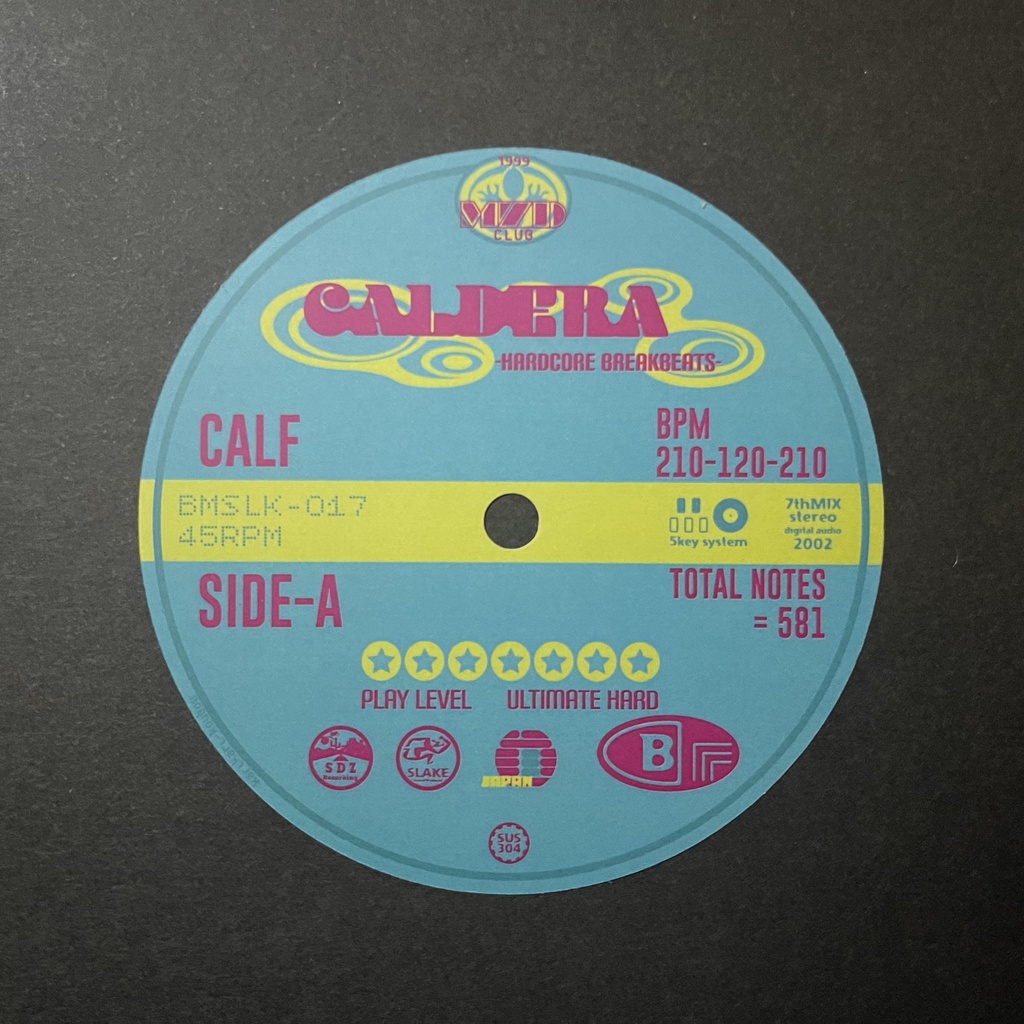 1999
MZD
CLUB
CALDERA
-HARDCORE BREAKBEATS-
CALF
BPM
210-120-210
BMSLK-017
45RPM
5key system
7thMIX
stereo
digital audio
2002
SIDE-A
TOTAL NOTES
= 581
PLAY LEVEL ULTIMATE HARD
SDZ
SLAKE
JAPAN
B
SUS
304